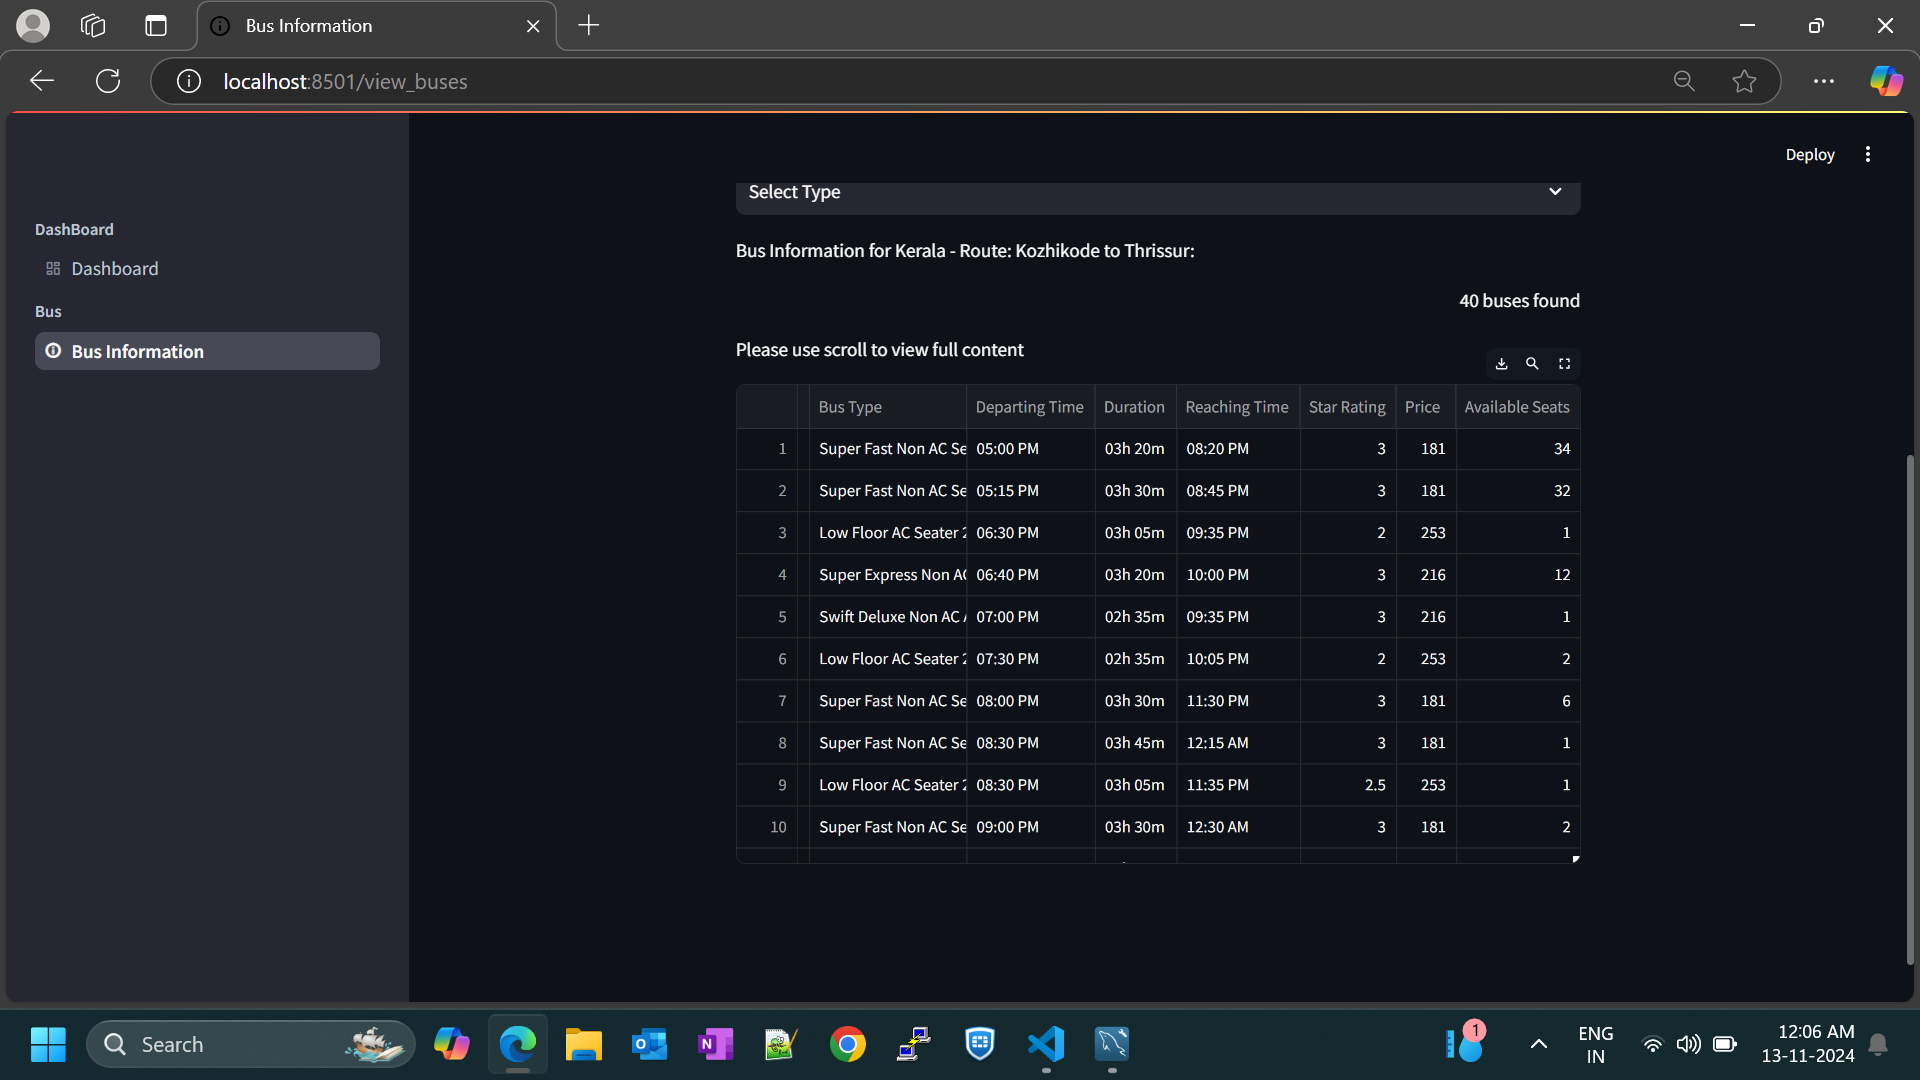 Bus Information
localhost:8501/view_buses
Deploy
DashBoard
Dashboard
Bus
Bus Information
Select Type
Bus Information for Kerala - Route: Kozhikode to Thrissur:
40 buses found
Please use scroll to view full content
Bus Type Departing Time Duration Reaching Time Star Rating Price Available Seats
1 Super Fast Non AC Se 05:00 PM 03h 20m 08:20 PM 3 181 34
2 Super Fast Non AC Se 05:15 PM 03h 30m 08:45 PM 3 181 32
3 Low Floor AC Seater 2 06:30 PM 03h 05m 09:35 PM 2 253 1
4 Super Express Non AC 06:40 PM 03h 20m 10:00 PM 3 216 12
5 Swift Deluxe Non AC 07:00 PM 02h 35m 09:35 PM 3 216 1
6 Low Floor AC Seater 2 07:30 PM 02h 35m 10:05 PM 2 253 2
7 Super Fast Non AC Se 08:00 PM 03h 30m 11:30 PM 3 181 6
8 Super Fast Non AC Se 08:30 PM 03h 45m 12:15 AM 3 181 1
9 Low Floor AC Seater 2 08:30 PM 03h 05m 11:35 PM 2.5 253 1
10 Super Fast Non AC Se 09:00 PM 03h 30m 12:30 AM 3 181 2
Search
1
ENG
IN
12:06 AM
13-11-2024